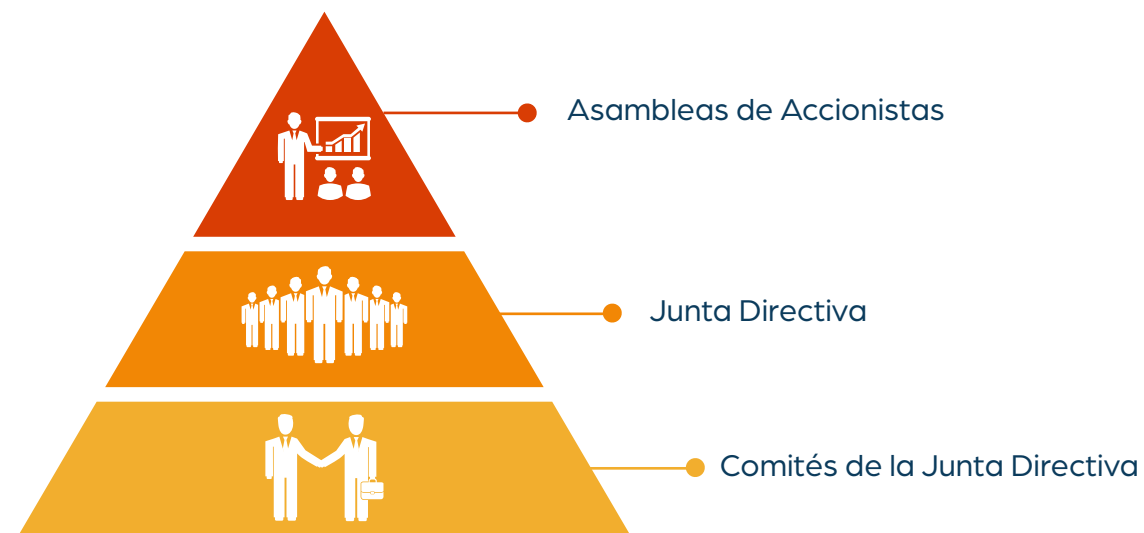 Asambleas de Accionistas
Junta Directiva
Comités de la Junta Directiva